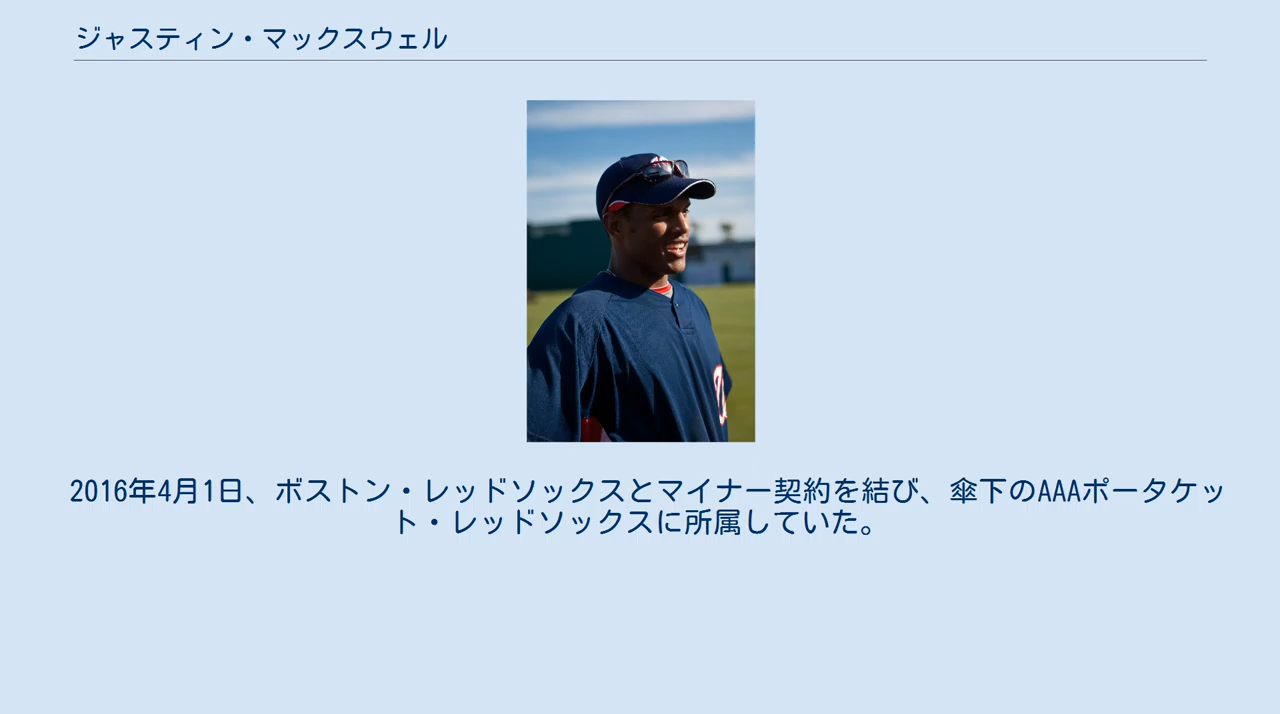 ジャスティン・マックスウェル
2016年4月1日、ボストン・レッドソックスとマイナー契約を結び、傘下のAAAポータケッ
ト・レッドソックスに所属していた。